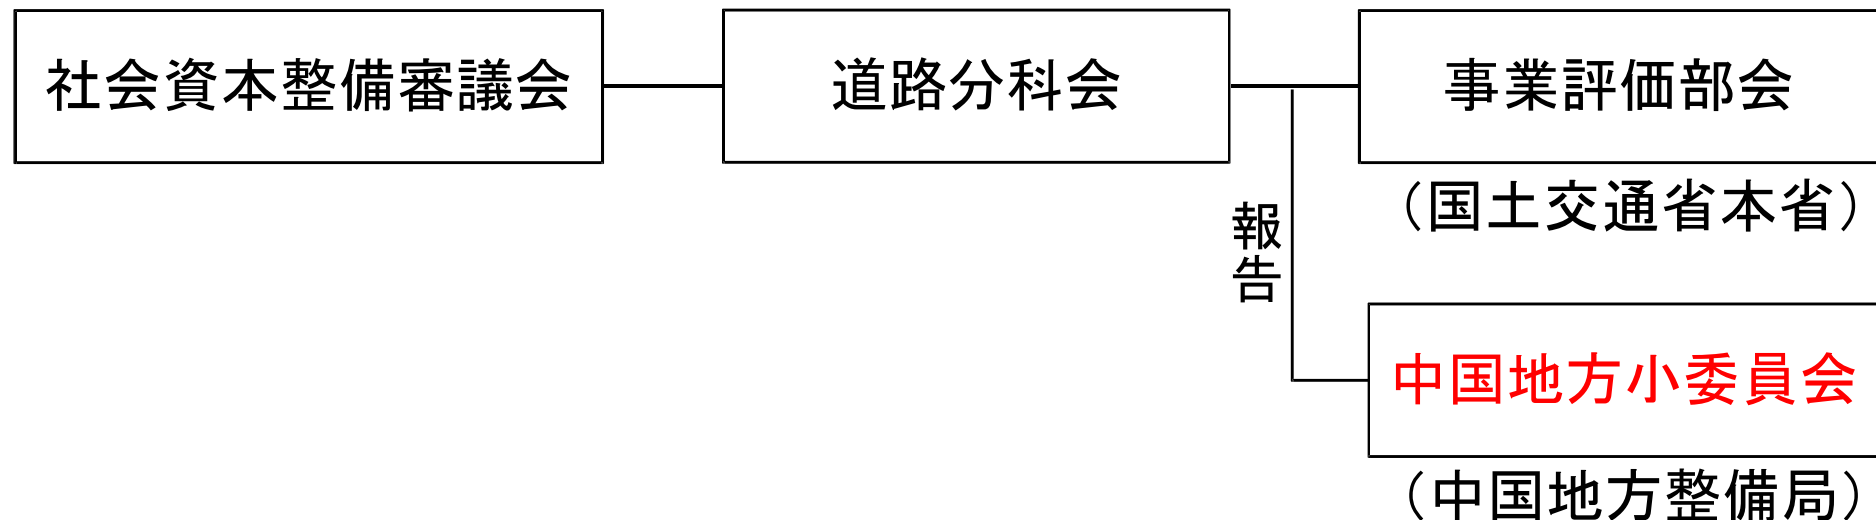 社会資本整備審議会
道路分科会
事業評価部会
（国土交通省本省）
報告
中国地方小委員会
（中国地方整備局）